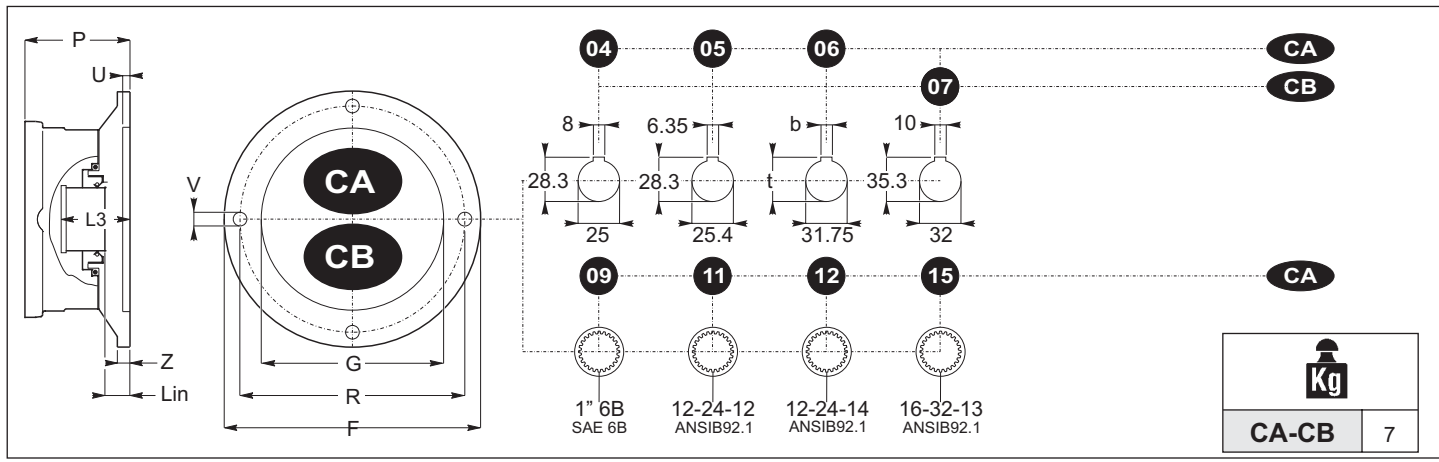 P
U
V
L3
Z
Lin
CA
CB
G
R
F
04 05 06 CA
07 CB
8 6.35 b 10
28.3 28.3 t 35.3
25 25.4 31.75 32
09 11 12 15 CA
1” 6B 12-24-12 12-24-14 16-32-13
SAE 6B ANSIB92.1 ANSIB92.1 ANSIB92.1
Kg
CA-CB 7